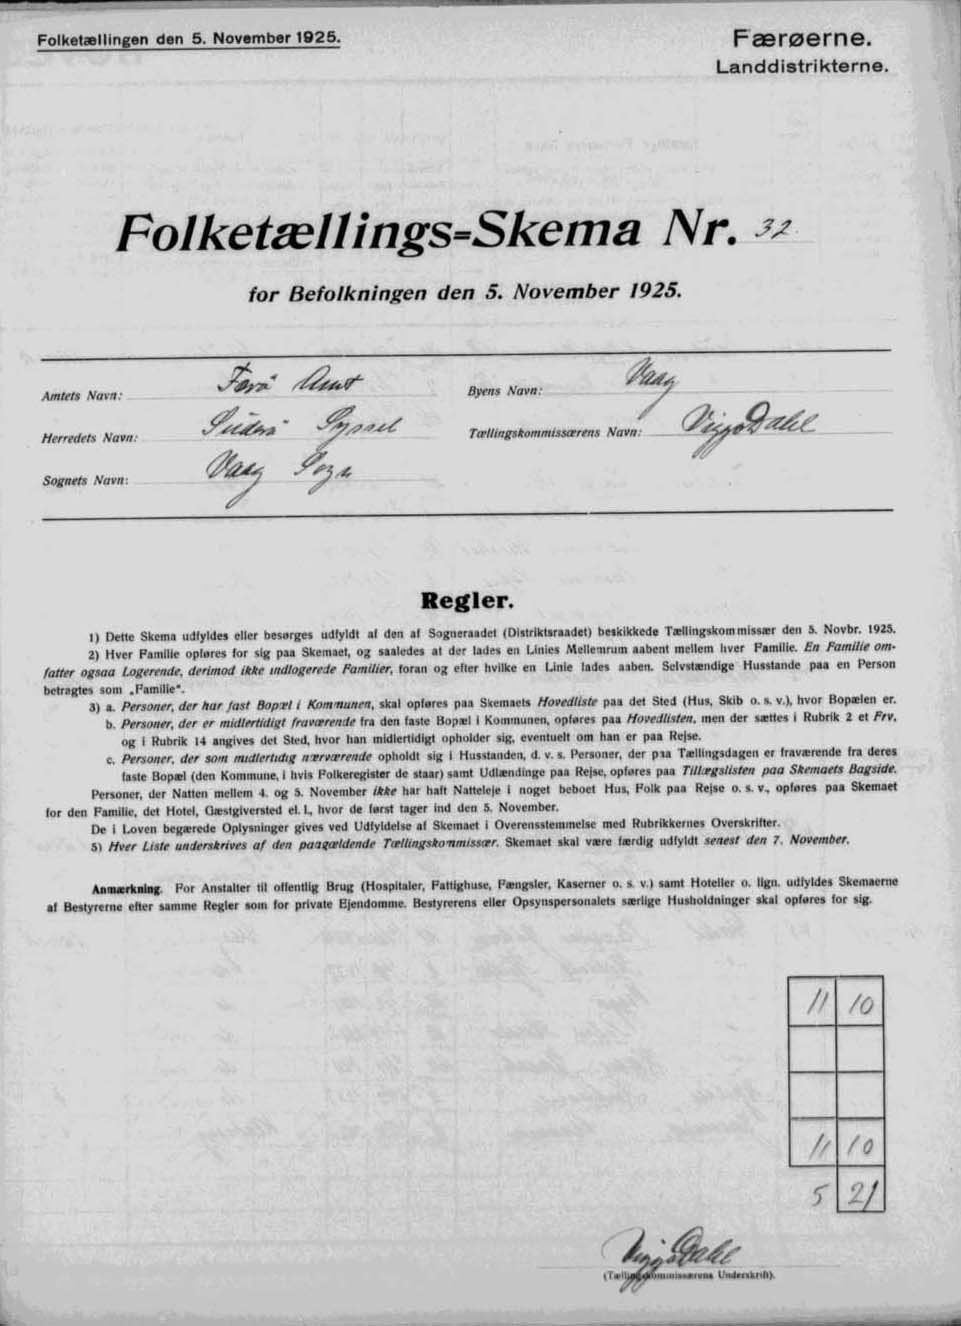 Folketællingen den 5. November 1925.
Færøerne.
Landdistrikterne.
Folketællings=Skema Nr. 32
for Befolkningen den 5. November 1925.
Amtets Navn: Færö Amt
Byens Navn: Vaag
Herredets Navn: Suderö Syssel
Tællingskommissærens Navn: Viggo Dahl
Sognets Navn: Vaag Sogn
Regler.
1) Dette Skema udfyldes eller besørges udfyldt af den af Sogneraadet (Distriktsraadet) beskikkede Tællingskommissær den 5. Novbr. 1925.
2) Hver Familie opføres for sig paa Skemaet, og saaledes at der lades en Linies Mellemrum aabent mellem hver Familie. En Familie om-
fatter ogsaa Logerende, derimod ikke indlogerede Familier, foran og efter hvilke en Linie lades aaben. Selvstændige Husstande paa en Person
betragtes som „Familie“.
3) a. Personer, der har fast Bopæl i Kommunen, skal opføres paa Skemaets Hovedliste paa det Sted (Hus, Skib o. s. v.), hvor Bopælen er.
b. Personer, der er midlertidigt fraværende fra den faste Bopæl i Kommunen, opføres paa Hovedlisten, men der sættes i Rubrik 2 et Frv,
og i Rubrik 14 angives det Sted, hvor han midlertidigt opholder sig, eventuelt om han er paa Rejse.
c. Personer, der som midlertidig nærværende opholdt sig i Husstanden, d. v. s. Personer, der paa Tællingsdagen er fraværende fra deres
faste Bopæl (den Kommune, i hvis Folkeregister de staar) samt Udlændinge paa Rejse, opføres paa Tillægslisten paa Skemaets Bagside.
Personer, der Natten mellem 4. og 5. November ikke har haft Natteleje i noget beboet Hus, Folk paa Rejse o. s. v., opføres paa Skemaet
for den Familie, det Hotel, Gæstgiversted el. l., hvor de først tager ind den 5. November.
De i Loven begærede Oplysninger gives ved Udfyldelse af Skemaet i Overensstemmelse med Rubrikkernes Overskrifter.
5) Hver Liste underskrives af den paagældende Tællingskommissær. Skemaet skal være færdig udfyldt senest den 7. November.
Anmærkning. For Anstalter til offentlig Brug (Hospitaler, Fattighuse, Fængsler, Kaserner o. s. v.) samt Hoteller o. lign. udfyldes Skemaerne
af Bestyrerne efter samme Regler som for private Ejendomme. Bestyrerens eller Opsynspersonalets særlige Husholdninger skal opføres for sig.
11 10
11 10
5 21
Viggo Dahl
(Tællingskommissærens Underskrift).